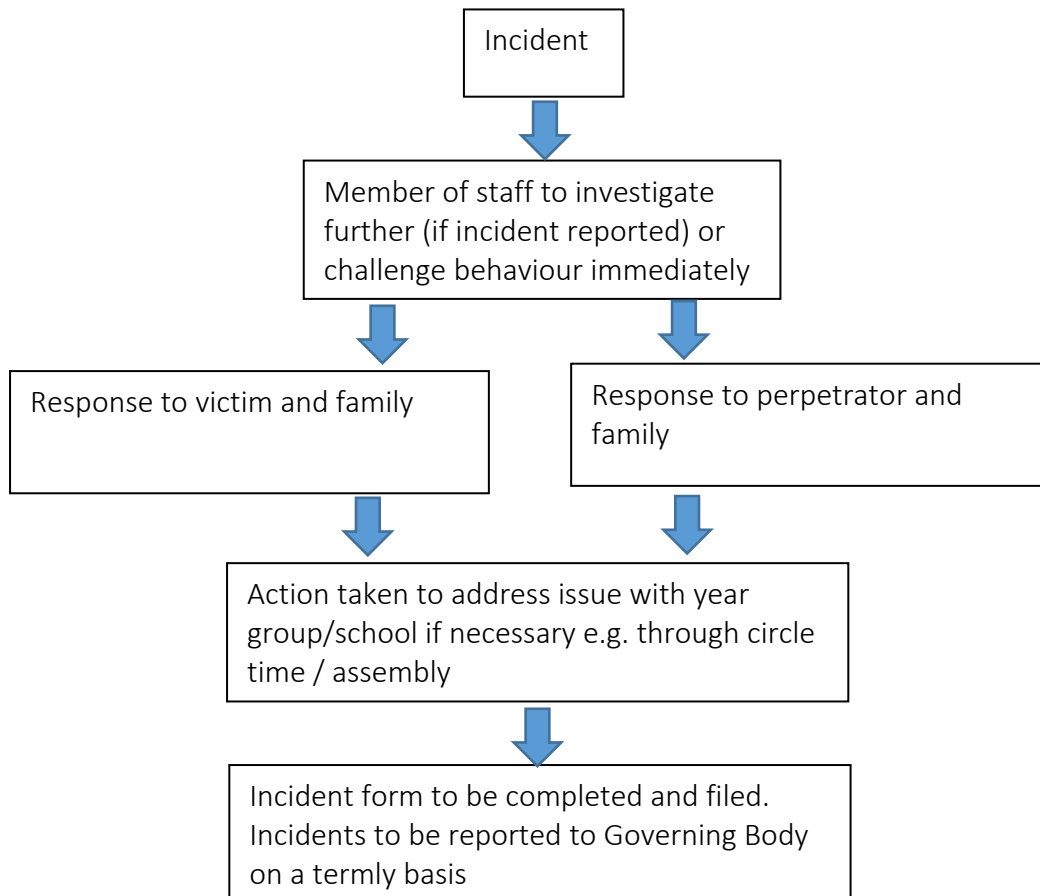 Incident
Member of staff to investigate
further (if incident reported) or
challenge behaviour immediately
Response to victim and family
Response to perpetrator and
family
Action taken to address issue with year
group/school if necessary e.g. through circle
time / assembly
Incident form to be completed and filed.
Incidents to be reported to Governing Body
on a termly basis